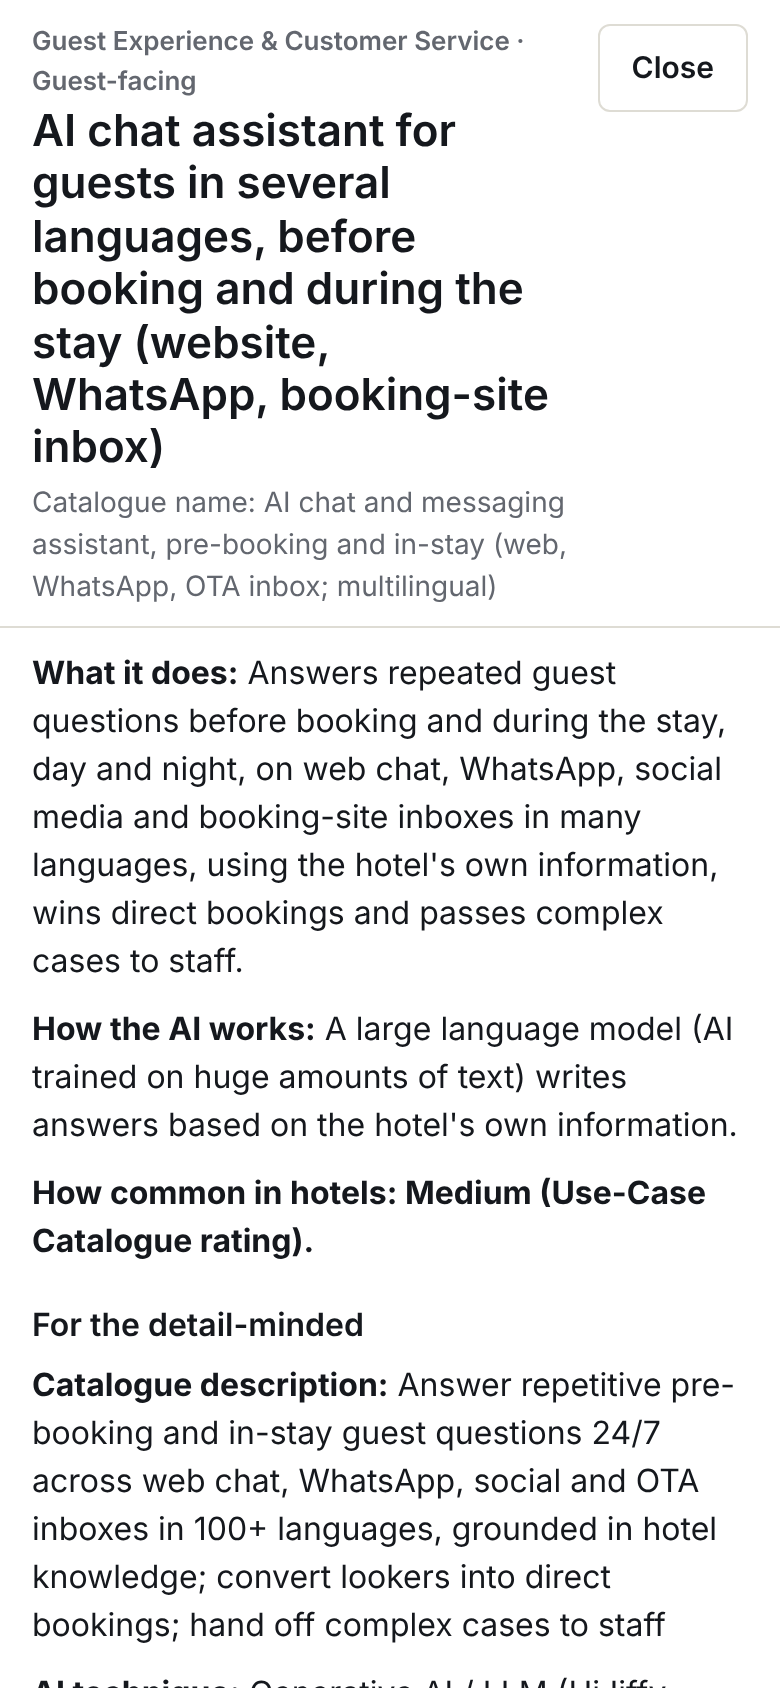 Guest Experience & Customer Service ·
Guest-facing
Close
AI chat assistant for
guests in several
languages, before
booking and during the
stay (website,
WhatsApp, booking-site
inbox)
Catalogue name: AI chat and messaging
assistant, pre-booking and in-stay (web,
WhatsApp, OTA inbox; multilingual)
What it does: Answers repeated guest
questions before booking and during the stay,
day and night, on web chat, WhatsApp, social
media and booking-site inboxes in many
languages, using the hotel's own information,
wins direct bookings and passes complex
cases to staff.
How the AI works: A large language model (AI
trained on huge amounts of text) writes
answers based on the hotel's own information.
How common in hotels: Medium (Use-Case
Catalogue rating).
For the detail-minded
Catalogue description: Answer repetitive pre-
booking and in-stay guest questions 24/7
across web chat, WhatsApp, social and OTA
inboxes in 100+ languages, grounded in hotel
knowledge; convert lookers into direct
bookings; hand off complex cases to staff
AI technique: Generative AI / LLM (HiJiffy